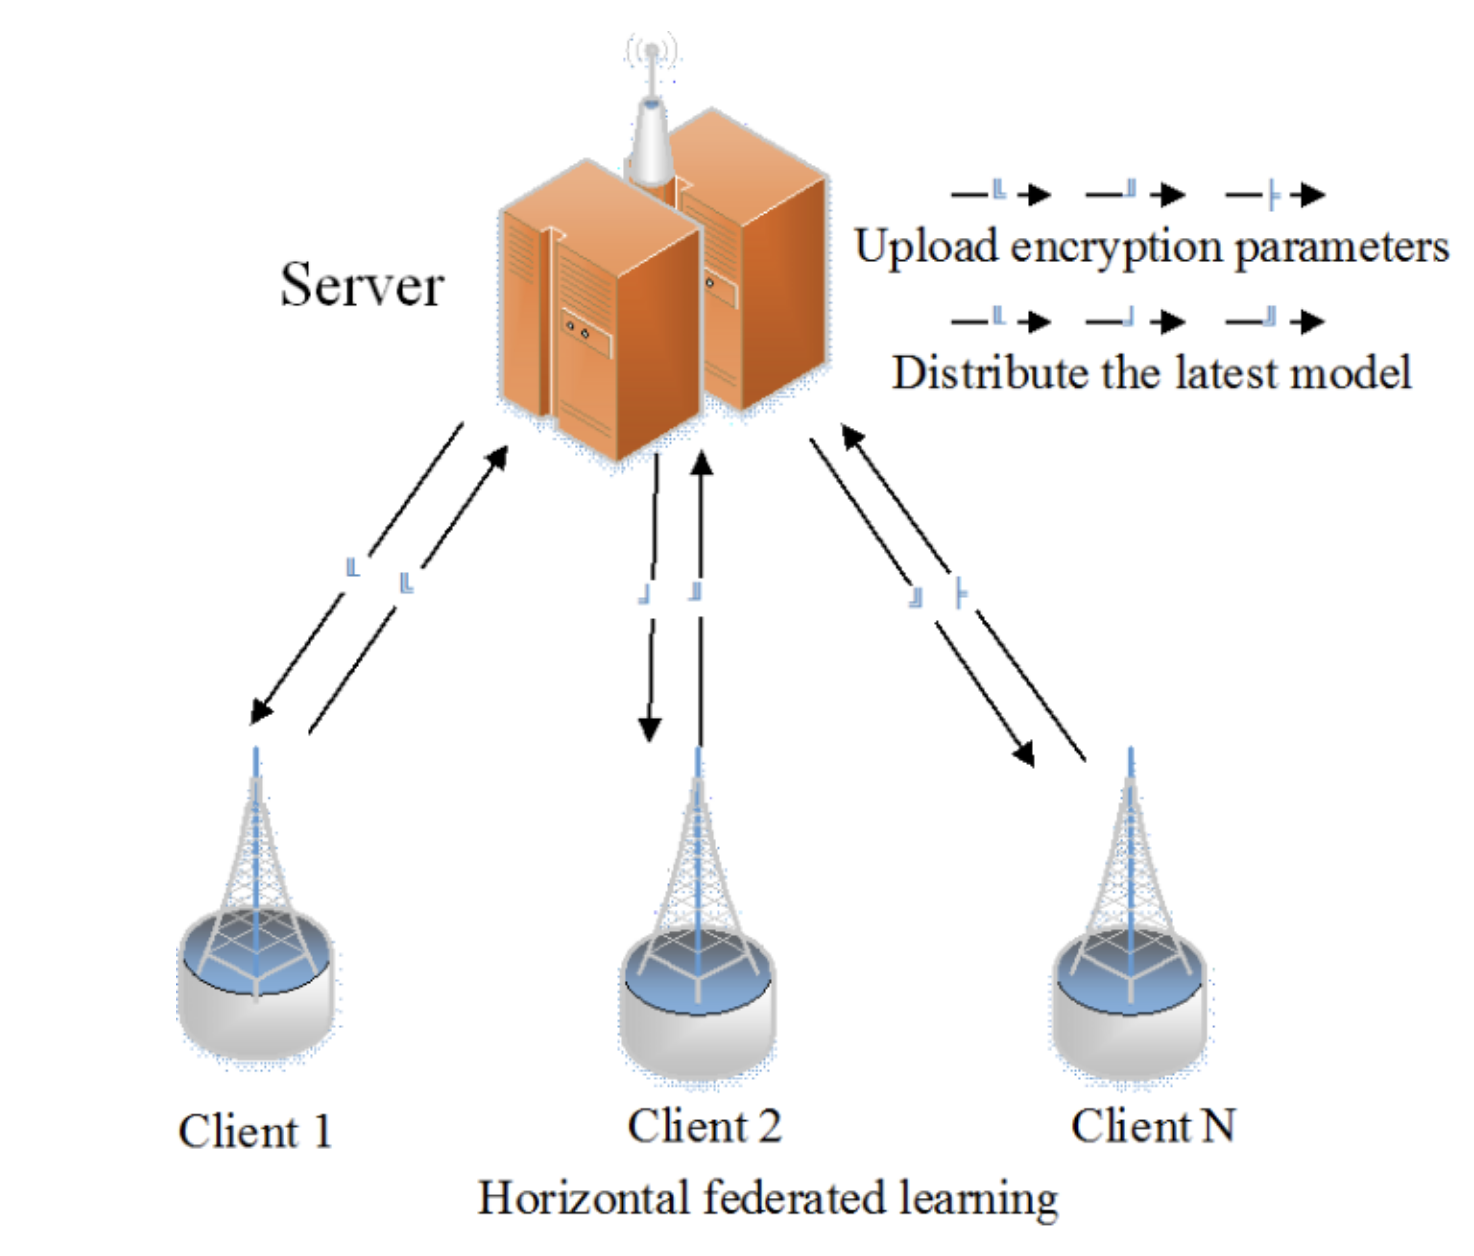 Server
╚ ╝ ╞
Upload encryption parameters
╚ ┘ ╝
Distribute the latest model
Client 1
Client 2
Client N
Horizontal federated learning